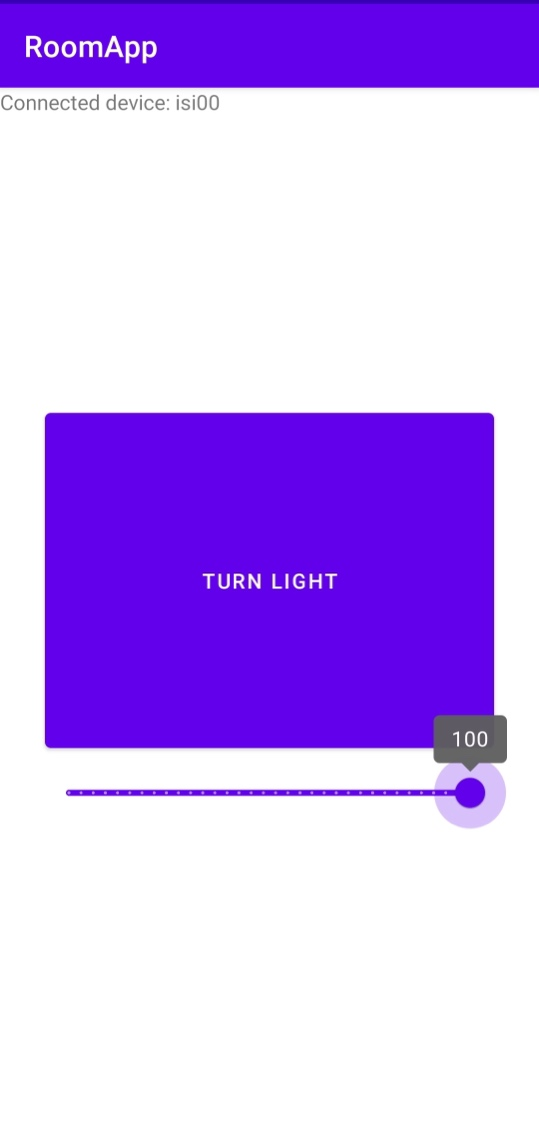 RoomApp
Connected device: isi00
TURN LIGHT
100